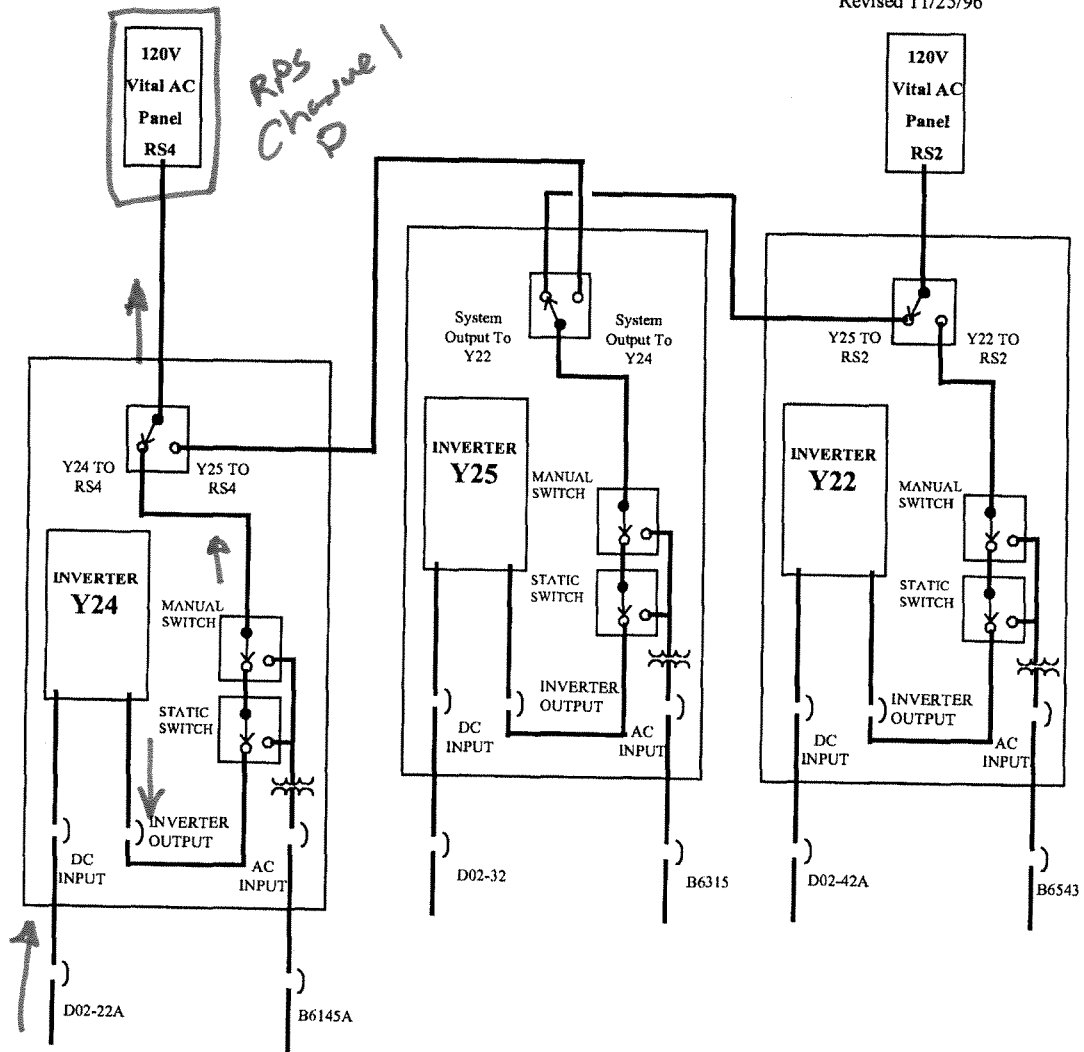 Revised 11/25/96
120V
Vital AC
Panel
RS4
RPS
Channel
D
120V
Vital AC
Panel
RS2
System
Output To
Y22
System
Output To
Y24
Y25 TO
RS2
Y22 TO
RS2
Y24 TO
RS4
Y25 TO
RS4
INVERTER
Y24
MANUAL
SWITCH
STATIC
SWITCH
INVERTER
OUTPUT
DC
INPUT
AC
INPUT
D02-22A
B6145A
INVERTER
Y25
MANUAL
SWITCH
STATIC
SWITCH
INVERTER
OUTPUT
DC
INPUT
AC
INPUT
D02-32
B6315
INVERTER
Y22
MANUAL
SWITCH
STATIC
SWITCH
INVERTER
OUTPUT
DC
INPUT
AC
INPUT
D02-42A
B6543